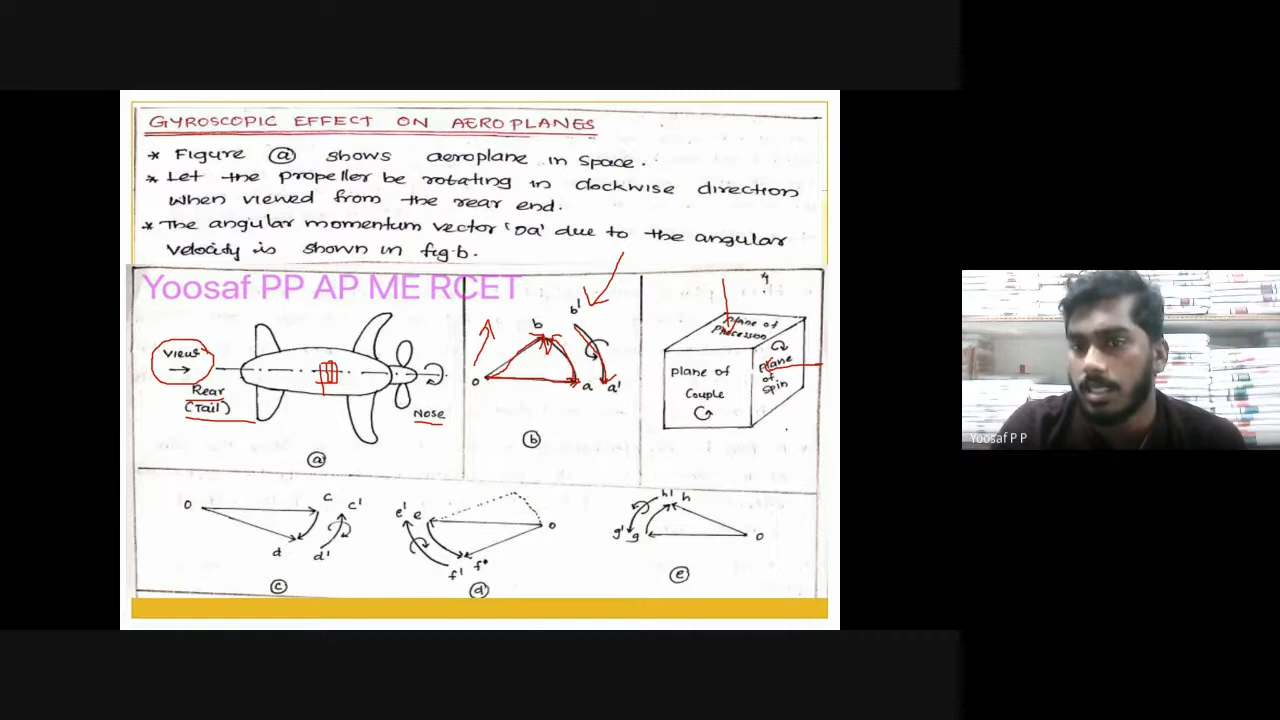 GYROSCOPIC EFFECT ON AEROPLANES
* Figure (a) shows aeroplane in space.
* Let the propeller be rotating in clockwise direction
when viewed from the rear end.
* The angular momentum vector 'oa' due to the angular
velocity is shown in fig.b.
Yoosaf PP AP ME RCET
View
Rear
(Tail)
Nose
a
o
b
a
b'
a'
b
Plane of
Precession
Plane of
Couple
Plane
of
Spin
o
c
c'
d
d'
c
e'
e
o
f'
f
d
h'
h
g'
g
o
e
Yoosaf P P